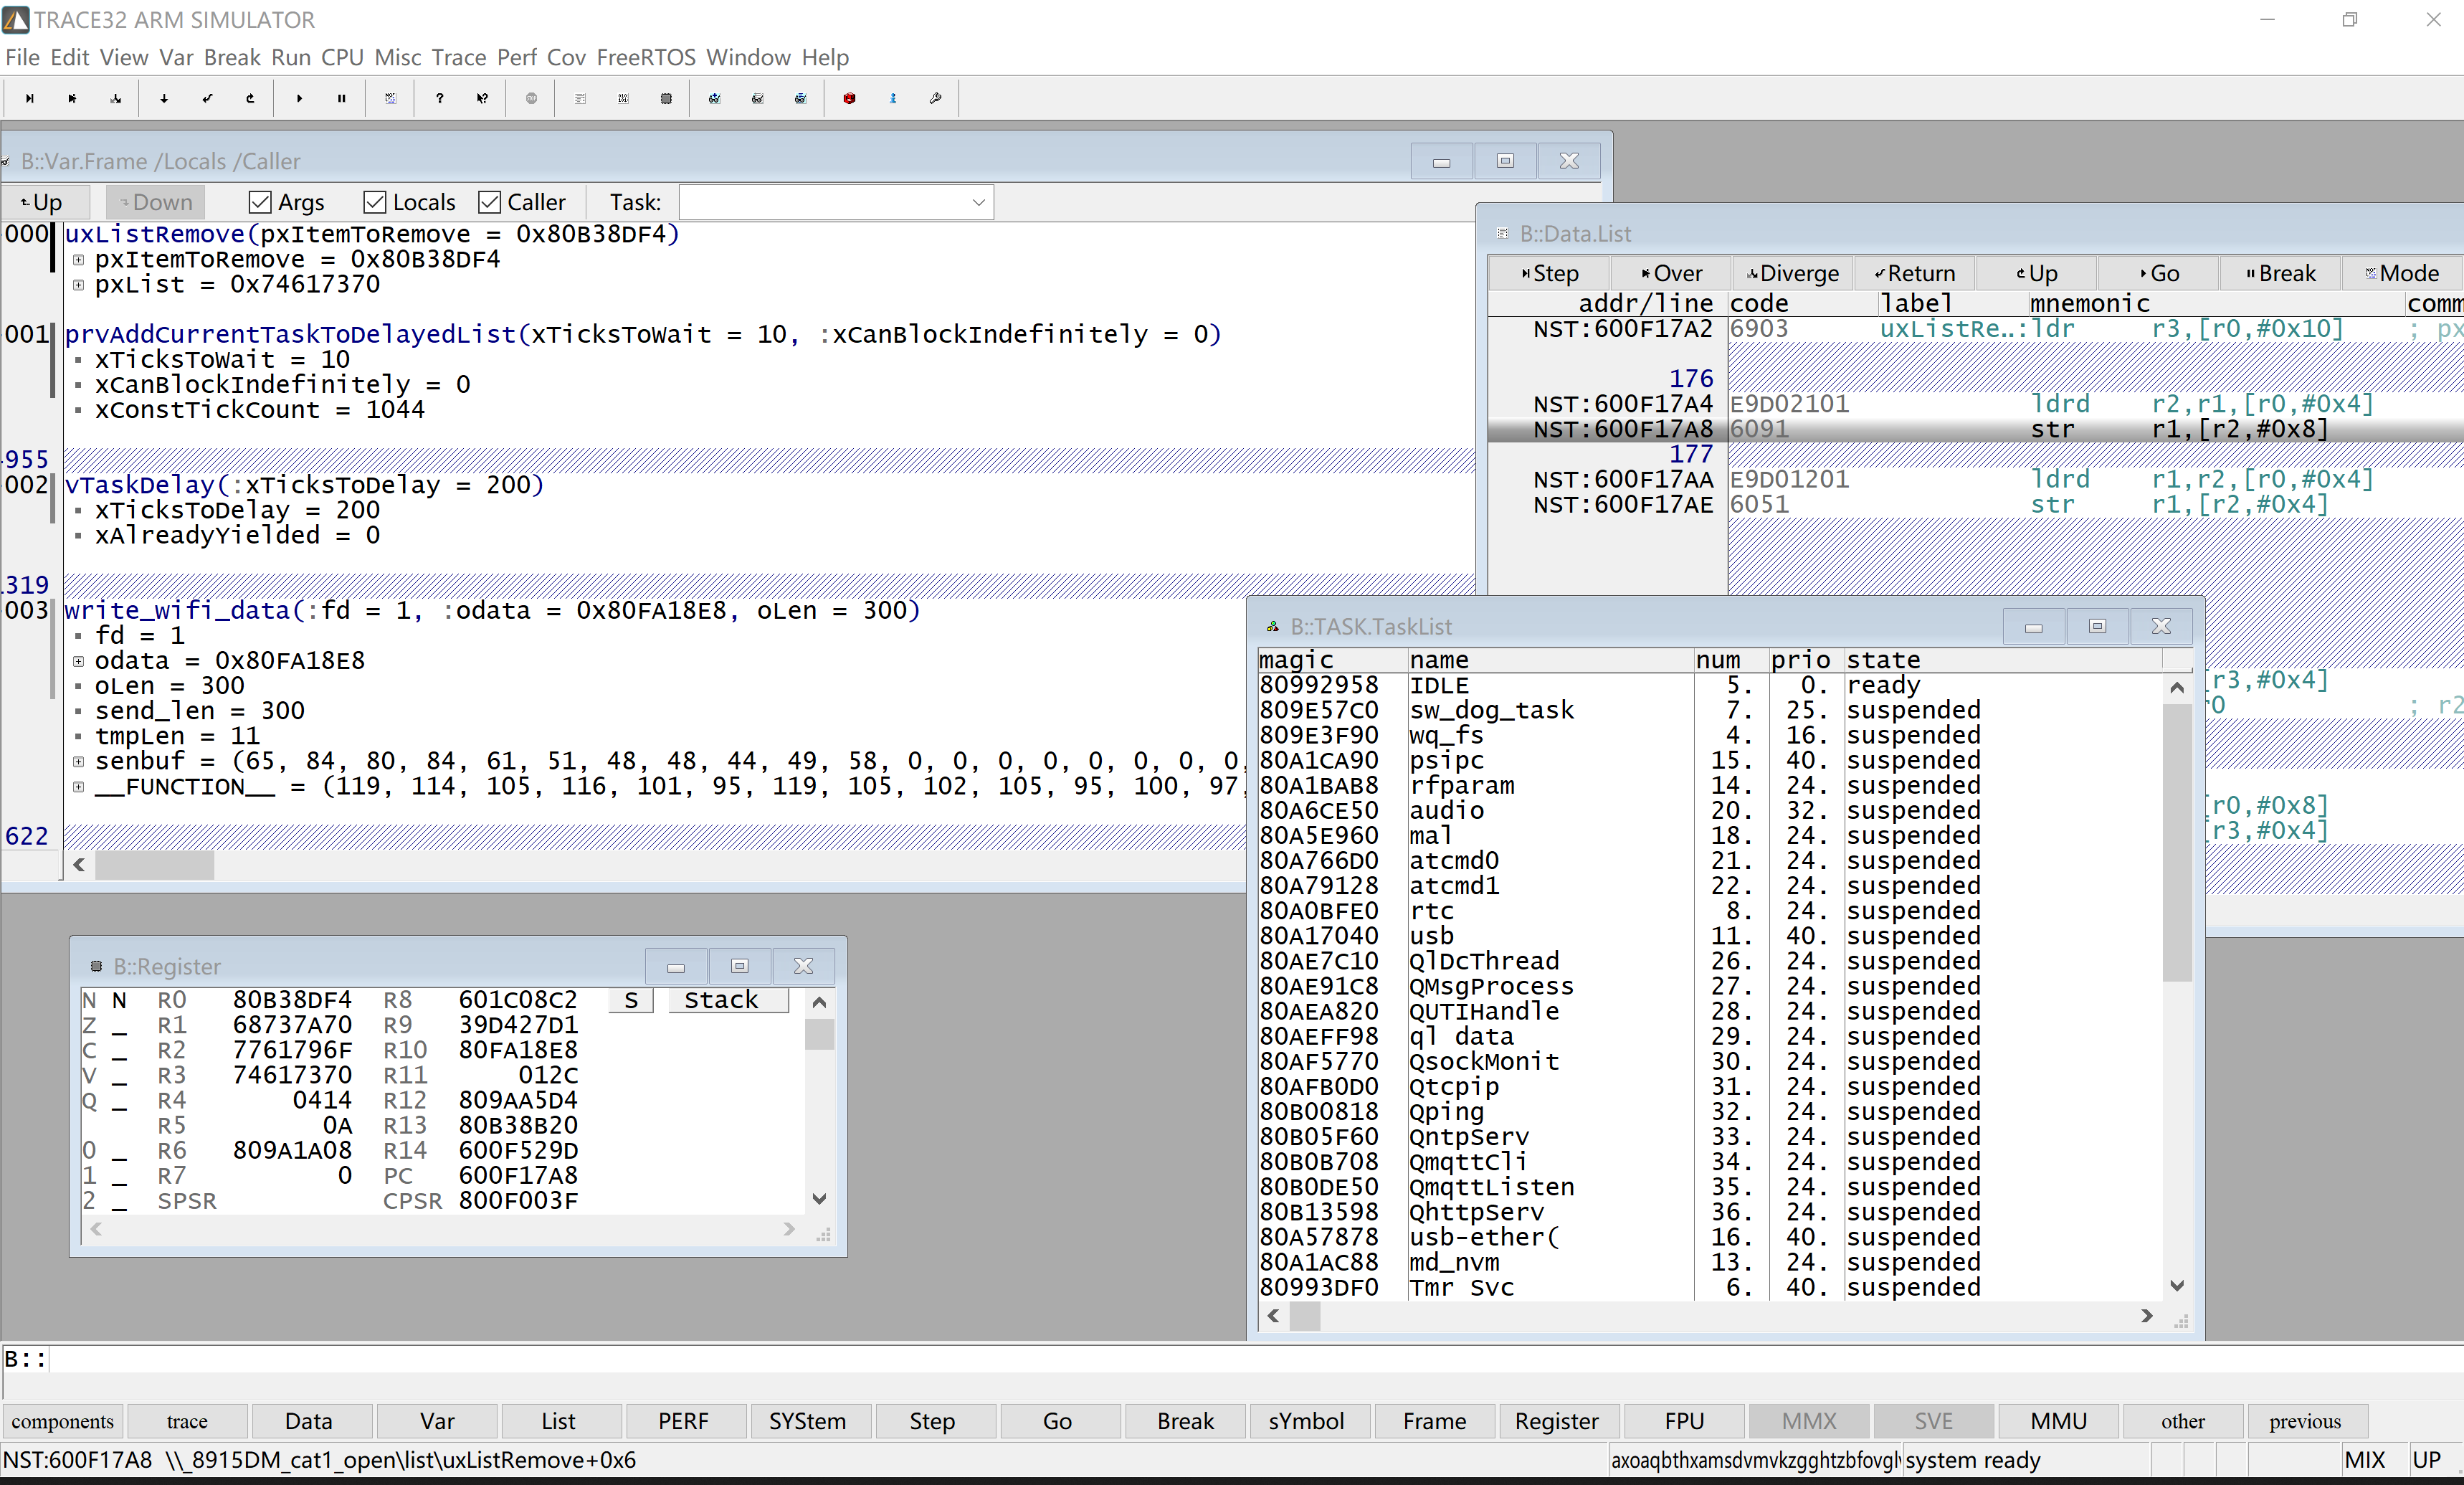 TRACE32 ARM SIMULATOR
File Edit View Var Break Run CPU Misc Trace Perf Cov FreeRTOS Window Help
B::Var.Frame /Locals /Caller
Up Down Args Locals Caller Task:
000 uxListRemove(pxItemToRemove = 0x80B38DF4)
pxItemToRemove = 0x80B38DF4
pxList = 0x74617370
001 prvAddCurrentTaskToDelayedList(xTicksToWait = 10, :xCanBlockIndefinitely = 0)
xTicksToWait = 10
xCanBlockIndefinitely = 0
xConstTickCount = 1044
955
002 vTaskDelay(:xTicksToDelay = 200)
xTicksToDelay = 200
xAlreadyYielded = 0
319
003 write_wifi_data(:fd = 1, :odata = 0x80FA18E8, oLen = 300)
fd = 1
odata = 0x80FA18E8
oLen = 300
send_len = 300
tmpLen = 11
senbuf = (65, 84, 80, 84, 61, 51, 48, 48, 44, 49, 58, 0, 0, 0, 0, 0, 0, 0,
__FUNCTION__ = (119, 114, 105, 116, 101, 95, 119, 105, 102, 105, 95, 100, 97,
622
B::Data.List
Step Over Diverge Return Up Go Break Mode
addr/line code label mnemonic comm
NST:600F17A2 6903 uxListRe..:ldr r3,[r0,#0x10] ; px
176
NST:600F17A4 E9D02101 ldrd r2,r1,[r0,#0x4]
NST:600F17A8 6091 str r1,[r2,#0x8]
177
NST:600F17AA E9D01201 ldrd r1,r2,[r0,#0x4]
NST:600F17AE 6051 str r1,[r2,#0x4]
[r3,#0x4]
r0 ; r2
[r0,#0x8]
[r3,#0x4]
B::TASK.TaskList
magic name num prio state
80992958 IDLE 5. 0. ready
809E57C0 sw_dog_task 7. 25. suspended
809E3F90 wq_fs 4. 16. suspended
80A1CA90 psipc 15. 40. suspended
80A1BAB8 rfparam 14. 24. suspended
80A6CE50 audio 20. 32. suspended
80A5E960 mal 18. 24. suspended
80A766D0 atcmd0 21. 24. suspended
80A79128 atcmd1 22. 24. suspended
80A0BFE0 rtc 8. 24. suspended
80A17040 usb 11. 40. suspended
80AE7C10 QlDcThread 26. 24. suspended
80AE91C8 QMsgProcess 27. 24. suspended
80AEA820 QUTIHandle 28. 24. suspended
80AEFF98 ql data 29. 24. suspended
80AF5770 QsockMonit 30. 24. suspended
80AFB0D0 Qtcpip 31. 24. suspended
80B00818 Qping 32. 24. suspended
80B05F60 QntpServ 33. 24. suspended
80B0B708 QmqttCli 34. 24. suspended
80B0DE50 QmqttListen 35. 24. suspended
80B13598 QhttpServ 36. 24. suspended
80A57878 usb-ether( 16. 40. suspended
80A1AC88 md_nvm 13. 24. suspended
80993DF0 Tmr Svc 6. 40. suspended
B::Register
N N R0 80B38DF4 R8 601C08C2 S Stack
Z _ R1 68737A70 R9 39D427D1
C _ R2 7761796F R10 80FA18E8
V _ R3 74617370 R11 012C
Q _ R4 0414 R12 809AA5D4
R5 0A R13 80B38B20
0 _ R6 809A1A08 R14 600F529D
1 _ R7 0 PC 600F17A8
2 _ SPSR CPSR 800F003F
B::
components trace Data Var List PERF SYStem Step Go Break sYmbol Frame Register FPU MMX SVE MMU other previous
NST:600F17A8 \\_8915DM_cat1_open\list\uxListRemove+0x6 system ready MIX UP